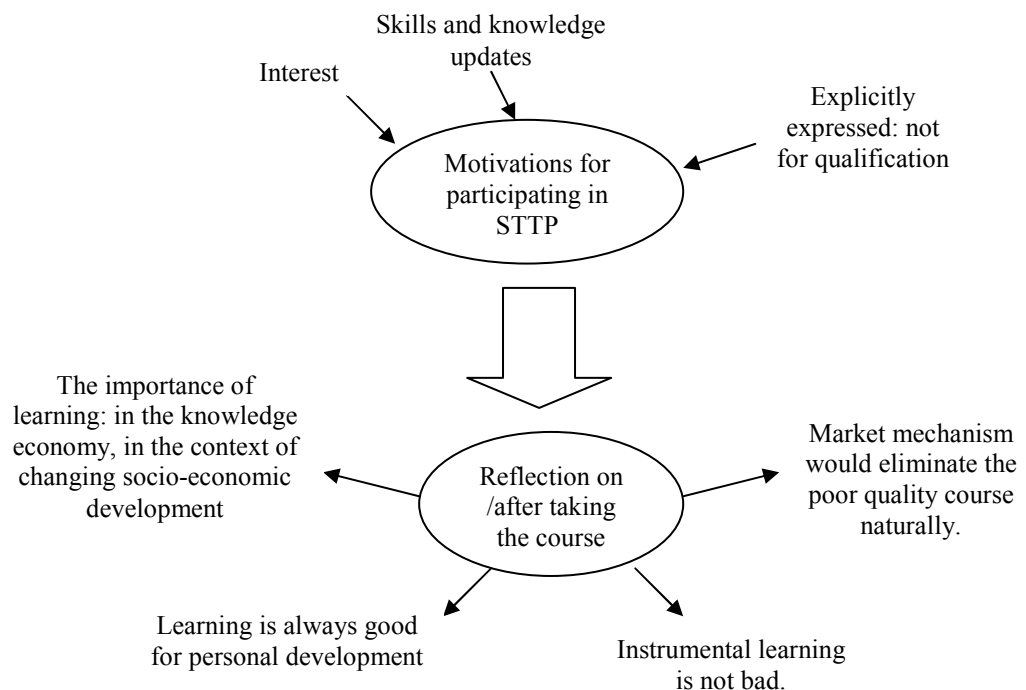 Skills and knowledge
updates
Interest
Explicitly
expressed: not
for qualification
Motivations for
participating in
STTP
The importance of
learning: in the knowledge
economy, in the context of
changing socio-economic
development
Reflection on
/after taking
the course
Market mechanism
would eliminate the
poor quality course
naturally.
Learning is always good
for personal development
Instrumental learning
is not bad.